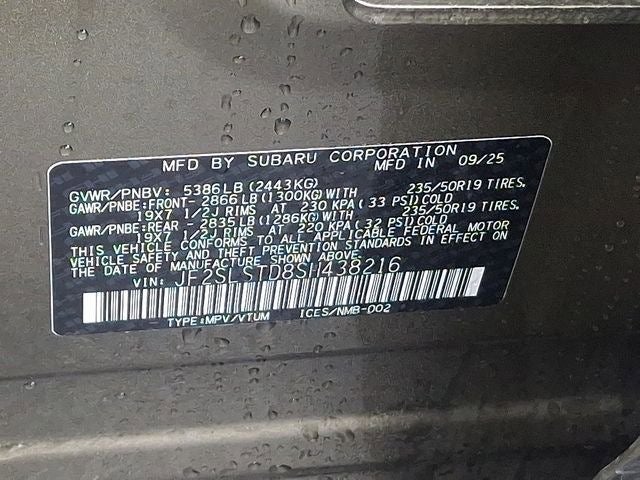 MFD BY SUBARU CORPORATION MFD IN 09/25
GVWR/PNBV: 5386LB (2443KG)
GAWR/PNBE:FRONT- 2866LB (1300KG)WITH 235/50R19 TIRES.
19X7 1/2J RIMS AT 230 KPA ( 33 PSI)COLD
GAWR/PNBE:REAR - 2835LB (1286KG)WITH 235/50R19 TIRES.
19X7 1/2J RIMS AT 220 KPA ( 32 PSI)COLD
THIS VEHICLE CONFORMS TO ALL APPLICABLE FEDERAL MOTOR
VEHICLE SAFETY AND THEFT PREVENTION STANDARDS IN EFFECT ON
THE DATE OF MANUFACTURE SHOWN ABOVE.
VIN: JF2SLSTD8SH438216
TYPE:MPV/VTUM ICES/NMB-002